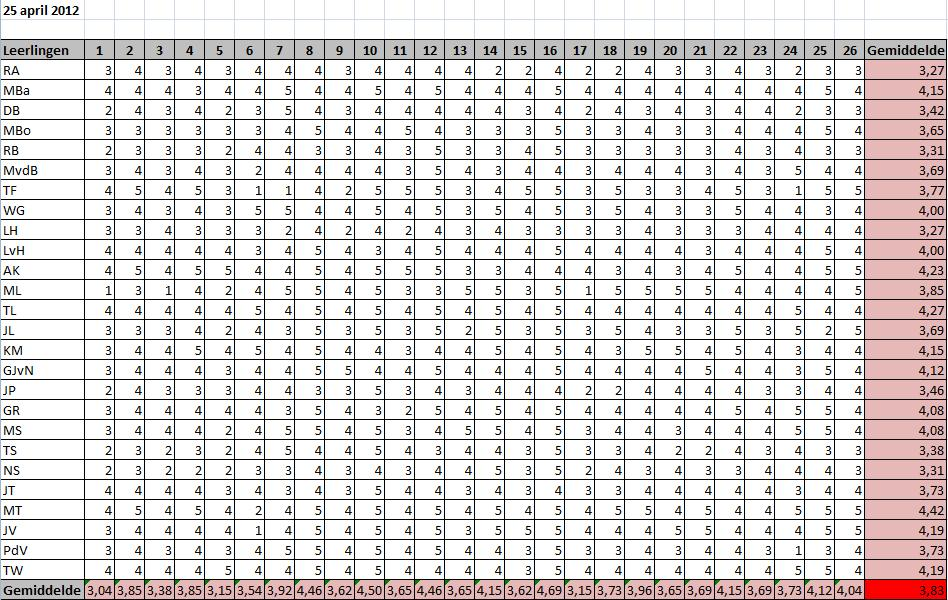 25 april 2012
Leerlingen 1 2 3 4 5 6 7 8 9 10 11 12 13 14 15 16 17 18 19 20 21 22 23 24 25 26 Gemiddelde
RA 3 4 3 4 3 4 4 4 3 4 4 4 4 2 2 4 2 2 4 3 3 4 3 2 3 3 3,27
MBa 4 4 4 3 4 4 5 4 4 5 4 5 4 4 4 5 4 4 4 4 4 4 4 4 5 4 4,15
DB 2 4 3 4 2 3 5 4 3 4 4 4 4 4 3 4 2 4 3 4 3 4 4 2 3 3 3,42
MBo 3 3 3 3 3 3 4 5 4 4 5 4 3 3 3 5 3 3 4 3 3 4 4 4 5 4 3,65
RB 2 3 3 3 2 4 4 3 3 4 3 5 3 4 3 5 4 3 3 3 3 4 3 4 3 3 3,31
MvdB 3 4 3 4 3 2 4 4 4 4 3 5 4 3 4 4 3 4 4 4 3 4 3 5 4 4 3,69
TF 4 5 4 5 3 1 1 4 2 5 5 5 3 4 5 5 3 5 3 3 4 5 3 1 5 5 3,77
WG 3 4 3 4 3 5 5 4 4 5 4 5 3 5 4 5 3 5 4 3 3 5 4 4 3 4 4,00
LH 3 3 4 3 3 3 2 4 2 4 2 4 3 4 3 4 3 3 3 3 4 4 4 4 3 3 3,27
LvH 4 4 4 4 4 3 4 5 4 3 4 5 4 4 4 5 4 4 4 4 3 4 4 4 5 4 4,00
AK 4 5 4 5 5 4 4 5 4 5 5 5 3 3 4 4 4 3 4 3 4 5 4 4 5 5 4,23
ML 1 3 1 4 2 4 5 5 4 5 3 3 5 5 3 5 1 5 5 5 5 4 4 4 4 5 3,85
TL 4 4 4 4 4 5 4 5 4 5 4 5 4 4 4 5 4 4 4 4 4 4 4 5 5 4 4,27
JL 3 3 3 4 2 4 3 5 3 5 3 5 2 5 3 5 3 5 4 3 3 5 3 5 2 5 3,69
KM 3 4 4 5 4 5 4 5 4 4 3 4 4 5 4 5 4 3 5 5 4 5 4 3 4 4 4,15
GJvN 3 4 4 4 3 4 4 5 5 4 4 5 4 4 5 4 4 4 4 4 5 4 4 3 5 4 4,12
JP 2 4 3 3 3 4 4 3 3 5 3 4 3 4 4 4 2 2 4 4 4 4 3 3 4 4 3,46
GR 3 4 4 4 4 4 3 5 4 3 2 5 4 5 4 5 4 4 4 4 4 5 4 5 5 4 4,08
MS 3 4 4 4 2 4 5 5 4 5 3 4 5 4 5 5 3 4 4 3 4 4 4 5 5 4 4,08
TS 2 3 2 3 2 4 5 4 4 5 4 3 4 4 3 5 3 3 4 2 2 4 3 4 3 3 3,38
NS 2 3 2 2 2 3 3 4 3 4 3 4 4 3 5 3 2 4 3 4 3 3 4 4 4 3 3,31
JT 4 4 4 4 3 4 3 4 3 5 4 4 3 4 3 4 3 3 4 4 4 4 4 3 4 4 3,73
MT 4 5 4 5 4 2 4 5 4 5 4 5 4 5 4 5 4 5 5 4 5 5 4 5 5 5 4,42
JV 3 4 4 4 4 1 4 5 4 5 4 5 3 5 5 5 4 4 4 5 5 4 4 5 5 4 4,19
PdV 3 4 3 4 3 4 5 5 4 5 4 5 4 4 3 5 3 3 4 3 4 4 3 1 3 4 3,73
TW 4 4 4 4 4 4 4 5 4 5 4 5 4 4 3 5 4 4 4 4 4 4 4 5 5 4 4,19
Gemiddelde 3,04 3,85 3,38 3,85 3,15 3,54 3,92 4,46 3,62 4,50 3,65 4,46 3,65 4,15 3,62 4,69 3,15 3,73 3,96 3,65 3,69 4,15 3,69 3,73 4,12 4,04 3,83